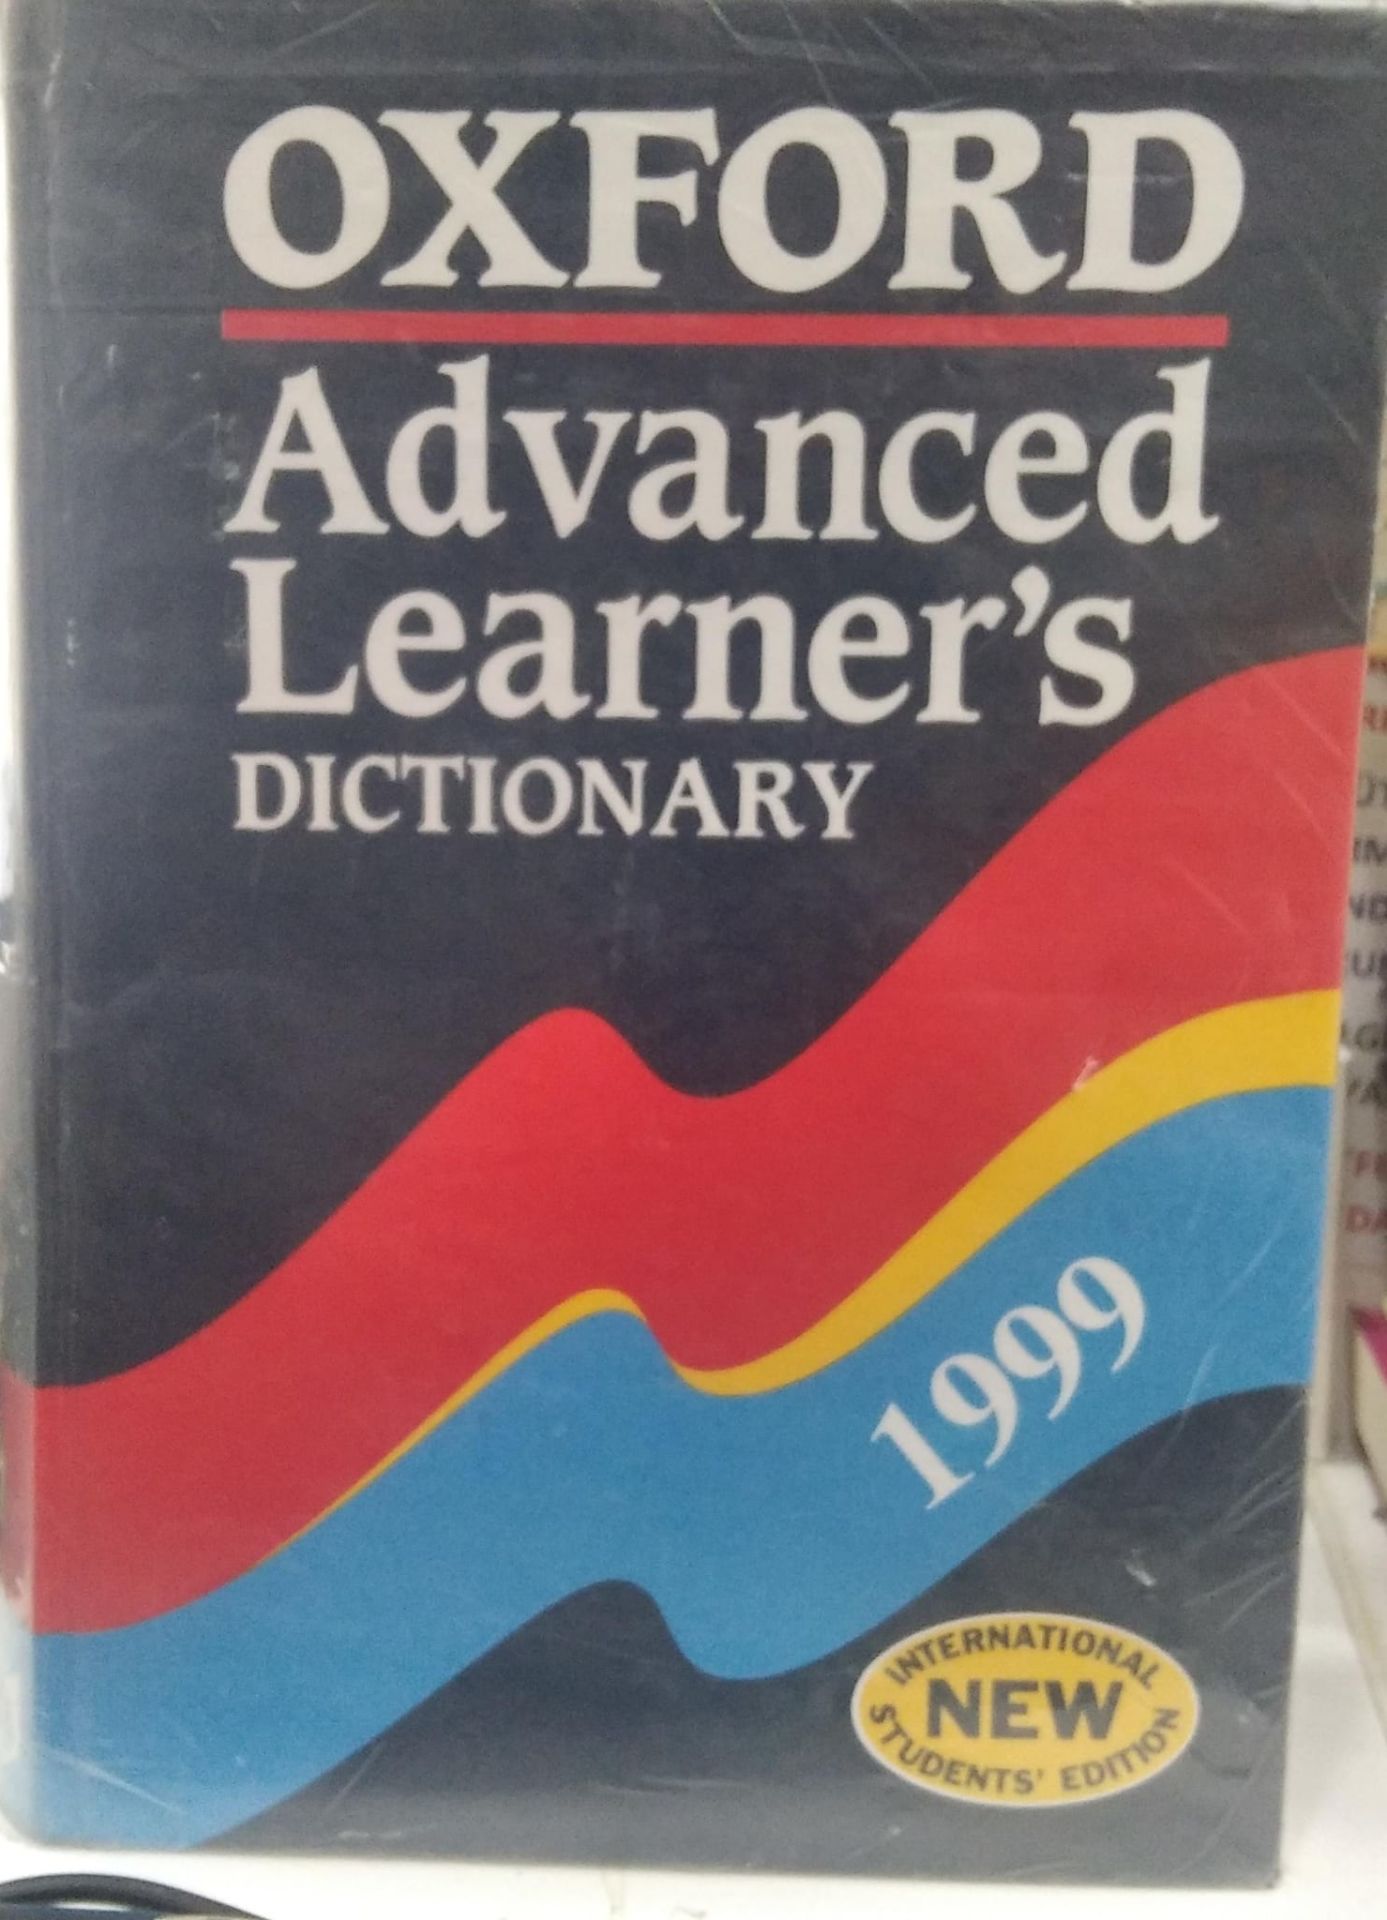 OXFORD
Advanced
Learner's
DICTIONARY
1999
INTERNATIONAL
NEW
STUDENTS' EDITION